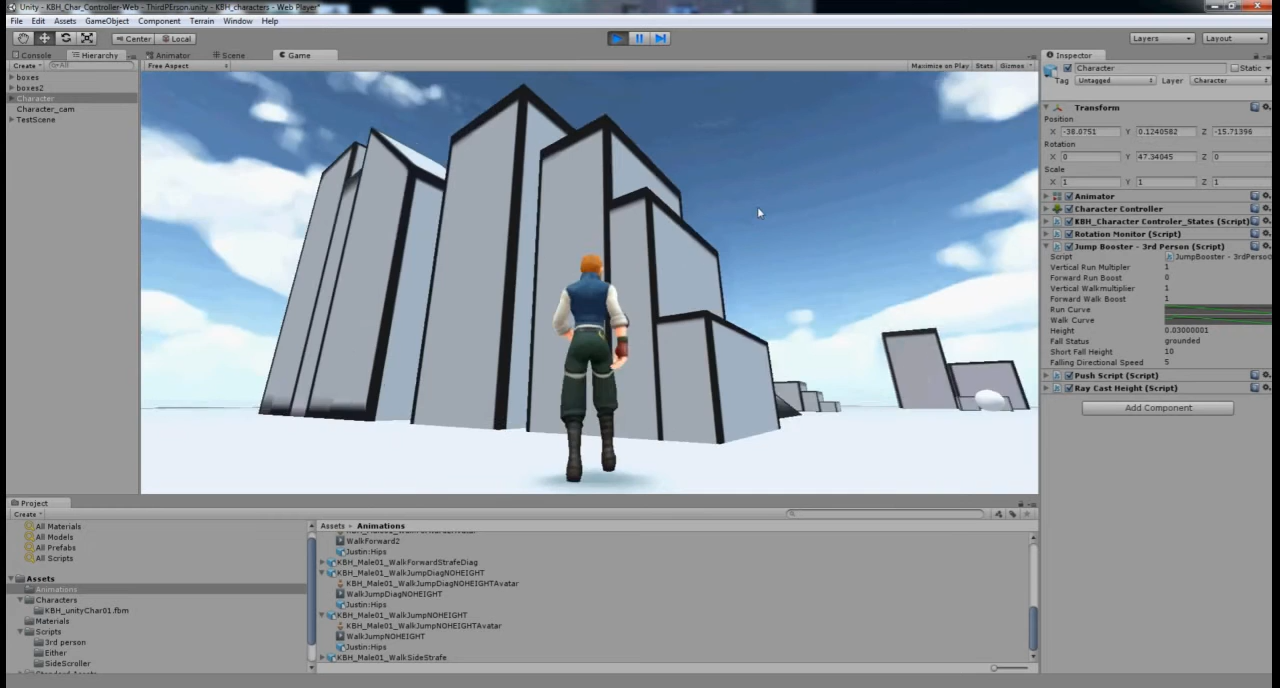 Unity - KBH_Char_Controller-Web - ThirdPErson.unity - KBH_characters - Web Player*
File Edit Assets GameObject Component Terrain Window Help
Center Local Layers Layout
Console Hierarchy Animator Scene Game Inspector
Create All Free Aspect Maximize on Play Stats Gizmos
Character Static
Tag Untagged Layer Character
boxes
boxes2
Character
Character_cam
TestScene
Transform
Position
X -38.0751 Y 0.1240582 Z -15.71396
Rotation
X 0 Y 47.34045 Z 0
Scale
X 1 Y 1 Z 1
Animator
Character Controller
KBH_Character Controler_States (Script)
Rotation Monitor (Script)
Jump Booster - 3rd Person (Script)
Script JumpBooster - 3rdPerso
Vertical Run Multipler 1
Forward Run Boost 0
Vertical Walkmultiplier 1
Forward Walk Boost 1
Run Curve
Walk Curve
Height 0.03000001
Fall Status grounded
Short Fall Height 10
Falling Directional Speed 5
Push Script (Script)
Ray Cast Height (Script)
Add Component
Project
Create
All Materials
All Models
All Prefabs
All Scripts
Assets
Animations
Characters
KBH_unityChar01.fbm
Materials
Scripts
3rd person
Either
SideScroller
Assets Animations
WalkForward2
Justin:Hips
KBH_Male01_WalkForwardStrafeDiag
KBH_Male01_WalkJumpDiagNOHEIGHT
KBH_Male01_WalkJumpDiagNOHEIGHTAvatar
WalkJumpDiagNOHEIGHT
Justin:Hips
KBH_Male01_WalkJumpNOHEIGHT
KBH_Male01_WalkJumpNOHEIGHTAvatar
WalkJumpNOHEIGHT
Justin:Hips
KBH_Male01_WalkSideStrafe